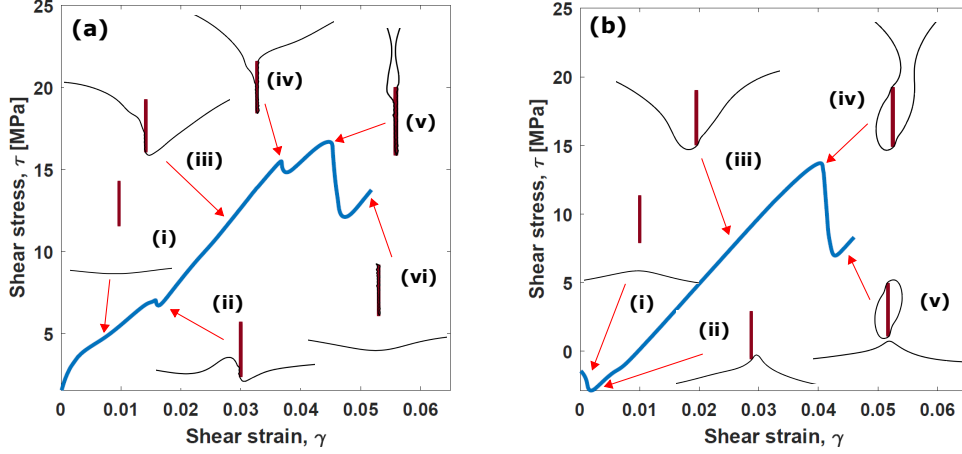 (a)
25
20
15
10
5
Shear stress, τ [MPa]
0
0.01
0.02
0.03
0.04
0.05
0.06
Shear strain, γ
(i)
(ii)
(iii)
(iv)
(v)
(vi)
(b)
25
20
15
10
5
0
Shear stress, τ [MPa]
0
0.01
0.02
0.03
0.04
0.05
0.06
Shear strain, γ
(i)
(ii)
(iii)
(iv)
(v)